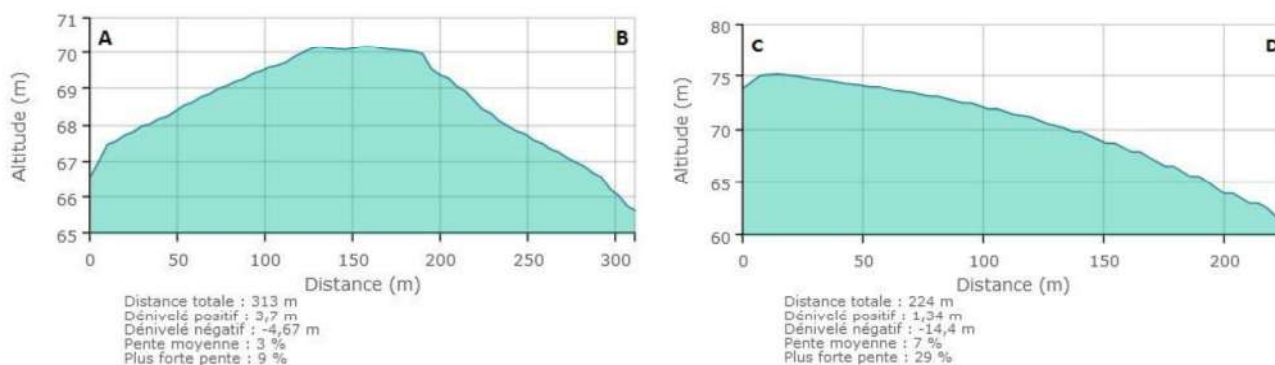 71
70
69
68
67
66
65
Altitude (m)
A
B
0
50
100
150
200
250
300
Distance (m)
Distance totale : 313 m
Dénivelé positif : 3,7 m
Dénivelé négatif : -4,67 m
Pente moyenne : 3 %
Plus forte pente : 9 %
80
75
70
65
60
Altitude (m)
C
D
0
50
100
150
200
Distance (m)
Distance totale : 224 m
Dénivelé positif : 1,34 m
Dénivelé négatif : -14,4 m
Pente moyenne : 7 %
Plus forte pente : 29 %